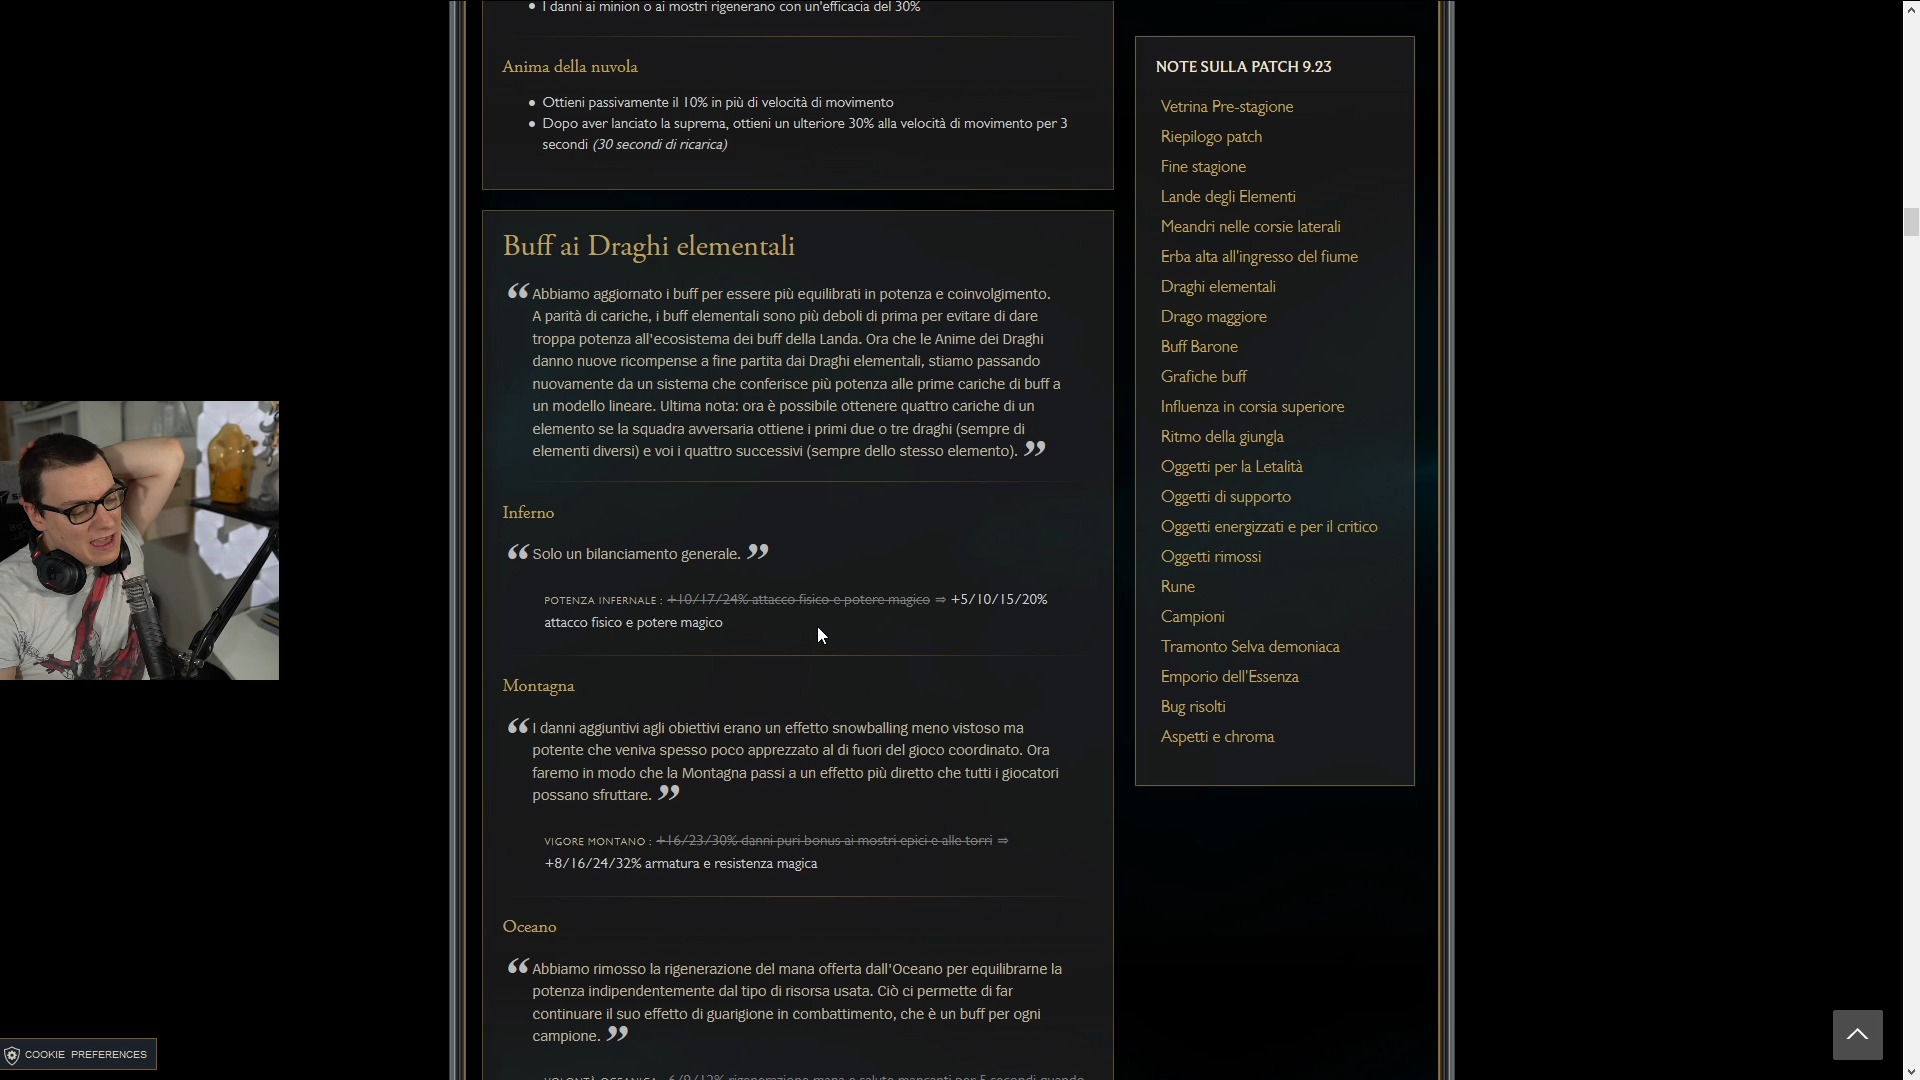 I danni ai minion o ai mostri rigenerano con un'efficacia del 30%
Anima della nuvola
Ottieni passivamente il 10% in più di velocità di movimento
Dopo aver lanciato la suprema, ottieni un ulteriore 30% alla velocità di movimento per 3
secondi (30 secondi di ricarica)
Buff ai Draghi elementali
“Abbiamo aggiornato i buff per essere più equilibrati in potenza e coinvolgimento.
A parità di cariche, i buff elementali sono più deboli di prima per evitare di dare
troppa potenza all'ecosistema dei buff della Landa. Ora che le Anime dei Draghi
danno nuove ricompense a fine partita dai Draghi elementali, stiamo passando
nuovamente da un sistema che conferisce più potenza alle prime cariche di buff a
un modello lineare. Ultima nota: ora è possibile ottenere quattro cariche di un
elemento se la squadra avversaria ottiene i primi due o tre draghi (sempre di
elementi diversi) e voi i quattro successivi (sempre dello stesso elemento). ”
Inferno
“Solo un bilanciamento generale. ”
POTENZA INFERNALE : +10/17/24% attacco fisico e potere magico ⇒ +5/10/15/20%
attacco fisico e potere magico
Montagna
“I danni aggiuntivi agli obiettivi erano un effetto snowballing meno vistoso ma
potente che veniva spesso poco apprezzato al di fuori del gioco coordinato. Ora
faremo in modo che la Montagna passi a un effetto più diretto che tutti i giocatori
possano sfruttare. ”
VIGORE MONTANO : +16/23/30% danni puri bonus ai mostri epici e alle torri ⇒
+8/16/24/32% armatura e resistenza magica
Oceano
“Abbiamo rimosso la rigenerazione del mana offerta dall'Oceano per equilibrarne la
potenza indipendentemente dal tipo di risorsa usata. Ciò ci permette di far
continuare il suo effetto di guarigione in combattimento, che è un buff per ogni
campione. ”
VOLONTÀ OCEANICA : 6/9/12% rigenerazione mana e salute mancanti per 5 secondi quando
NOTE SULLA PATCH 9.23
Vetrina Pre-stagione
Riepilogo patch
Fine stagione
Lande degli Elementi
Meandri nelle corsie laterali
Erba alta all'ingresso del fiume
Draghi elementali
Drago maggiore
Buff Barone
Grafiche buff
Influenza in corsia superiore
Ritmo della giungla
Oggetti per la Letalità
Oggetti di supporto
Oggetti energizzati e per il critico
Oggetti rimossi
Rune
Campioni
Tramonto Selva demoniaca
Emporio dell'Essenza
Bug risolti
Aspetti e chroma
COOKIE PREFERENCES